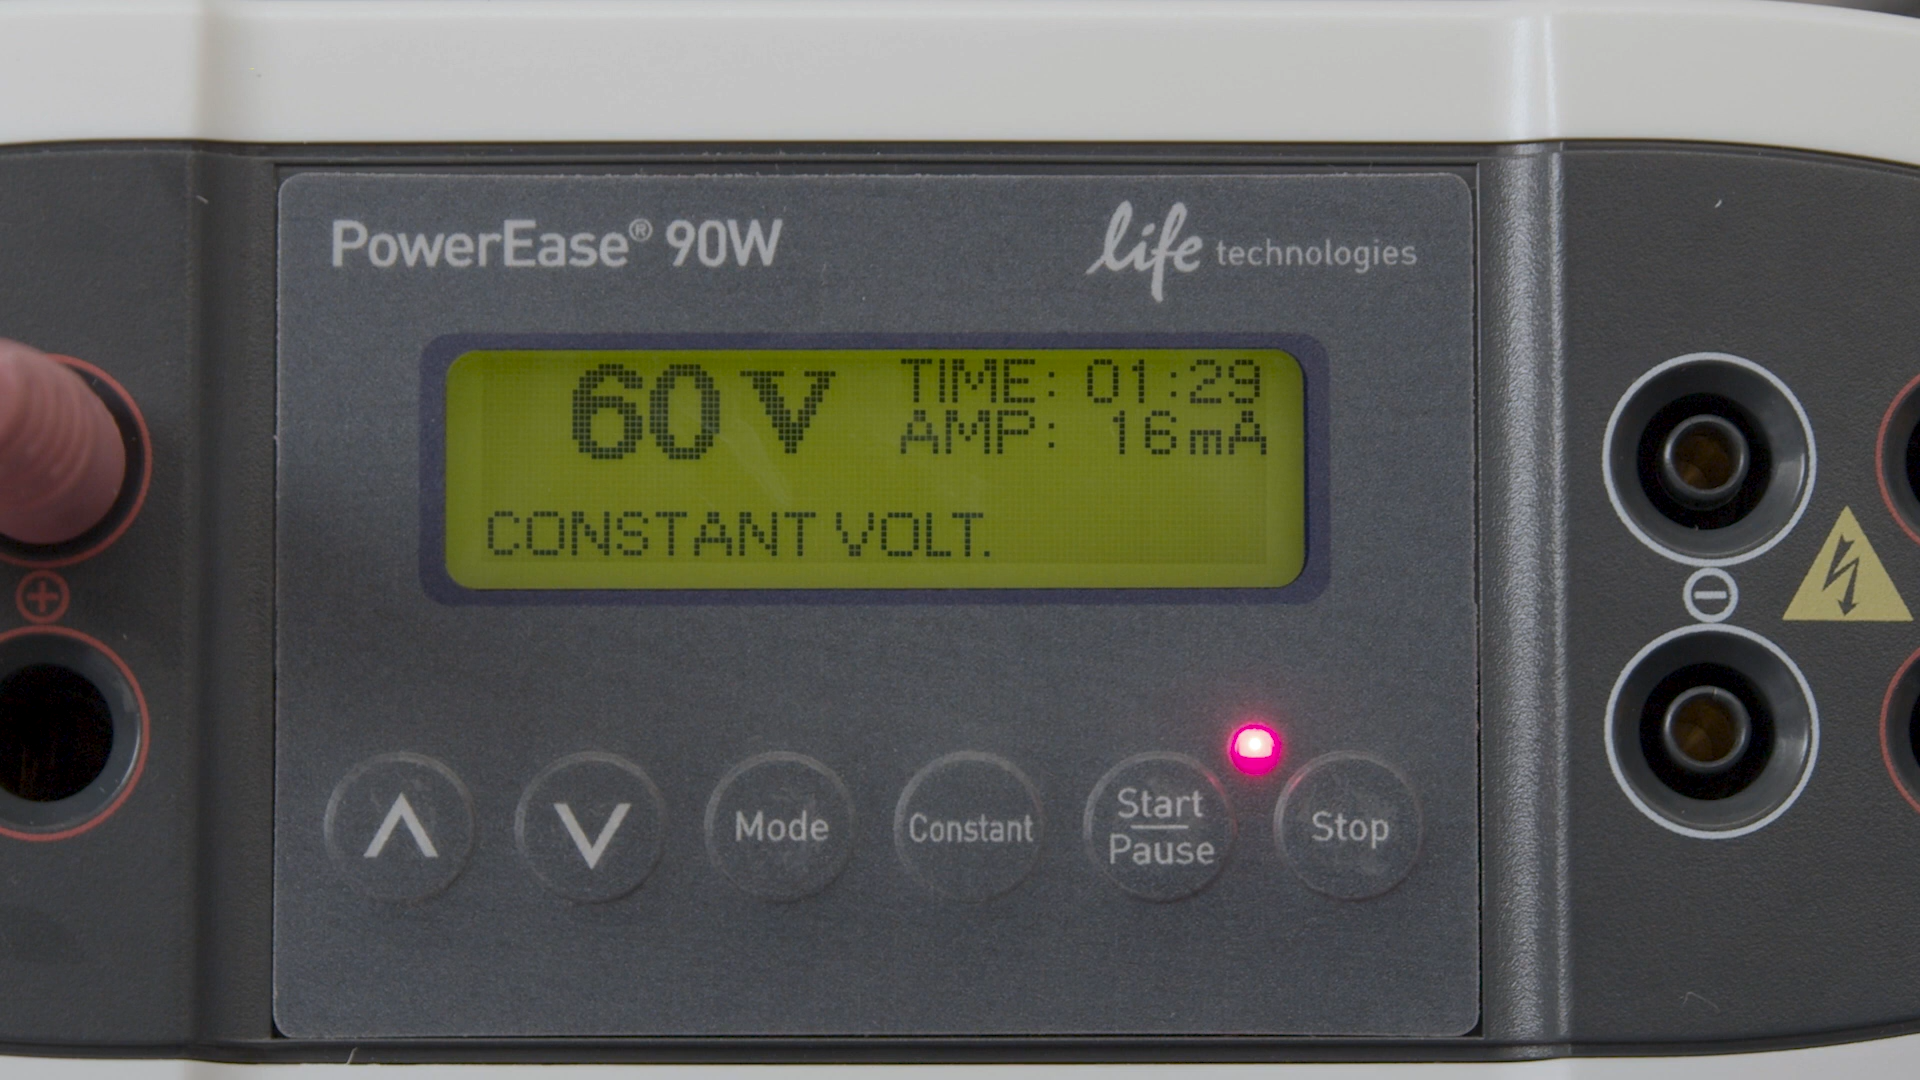 PowerEase® 90W
life technologies
60V
TIME: 01:29
AMP: 16mA
CONSTANT VOLT.
Mode
Constant
Start
Pause
Stop